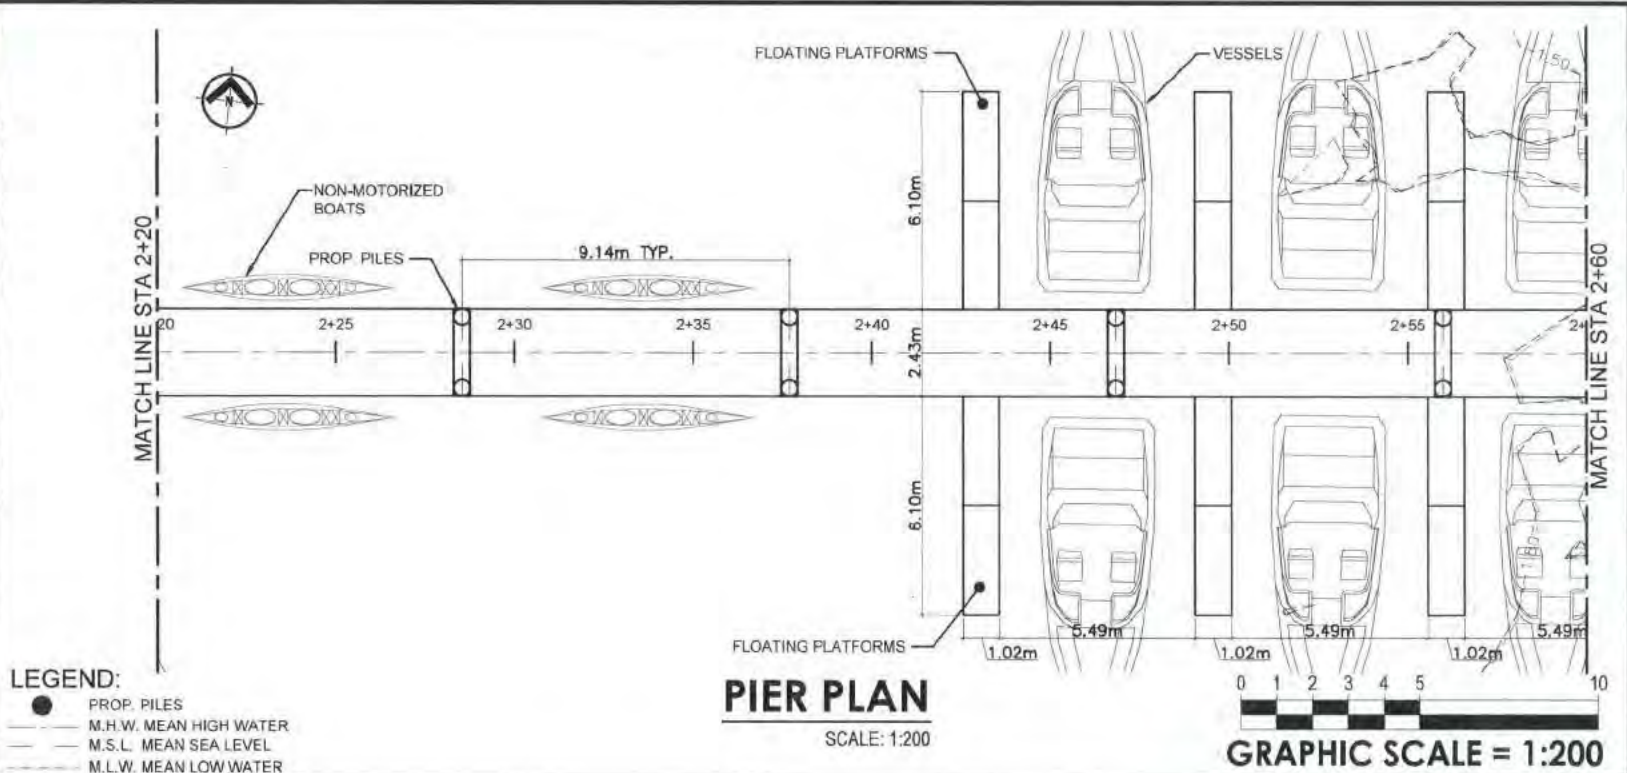 FLOATING PLATFORMS
VESSELS
1.50
N
NON-MOTORIZED
BOATS
6.10m
PROP. PILES
9.14m TYP.
MATCH LINE STA 2+20
MATCH LINE STA 2+60
20
2+25
2+30
2+35
2+40
2+45
2+50
2+55
2+
2.43m
6.10m
5.49m
5.49m
5.49m
FLOATING PLATFORMS
1.02m
1.02m
1.02m
LEGEND:
PROP. PILES
M.H.W. MEAN HIGH WATER
M.S.L. MEAN SEA LEVEL
M.L.W. MEAN LOW WATER
PIER PLAN
SCALE: 1:200
0 1 2 3 4 5 10
GRAPHIC SCALE = 1:200